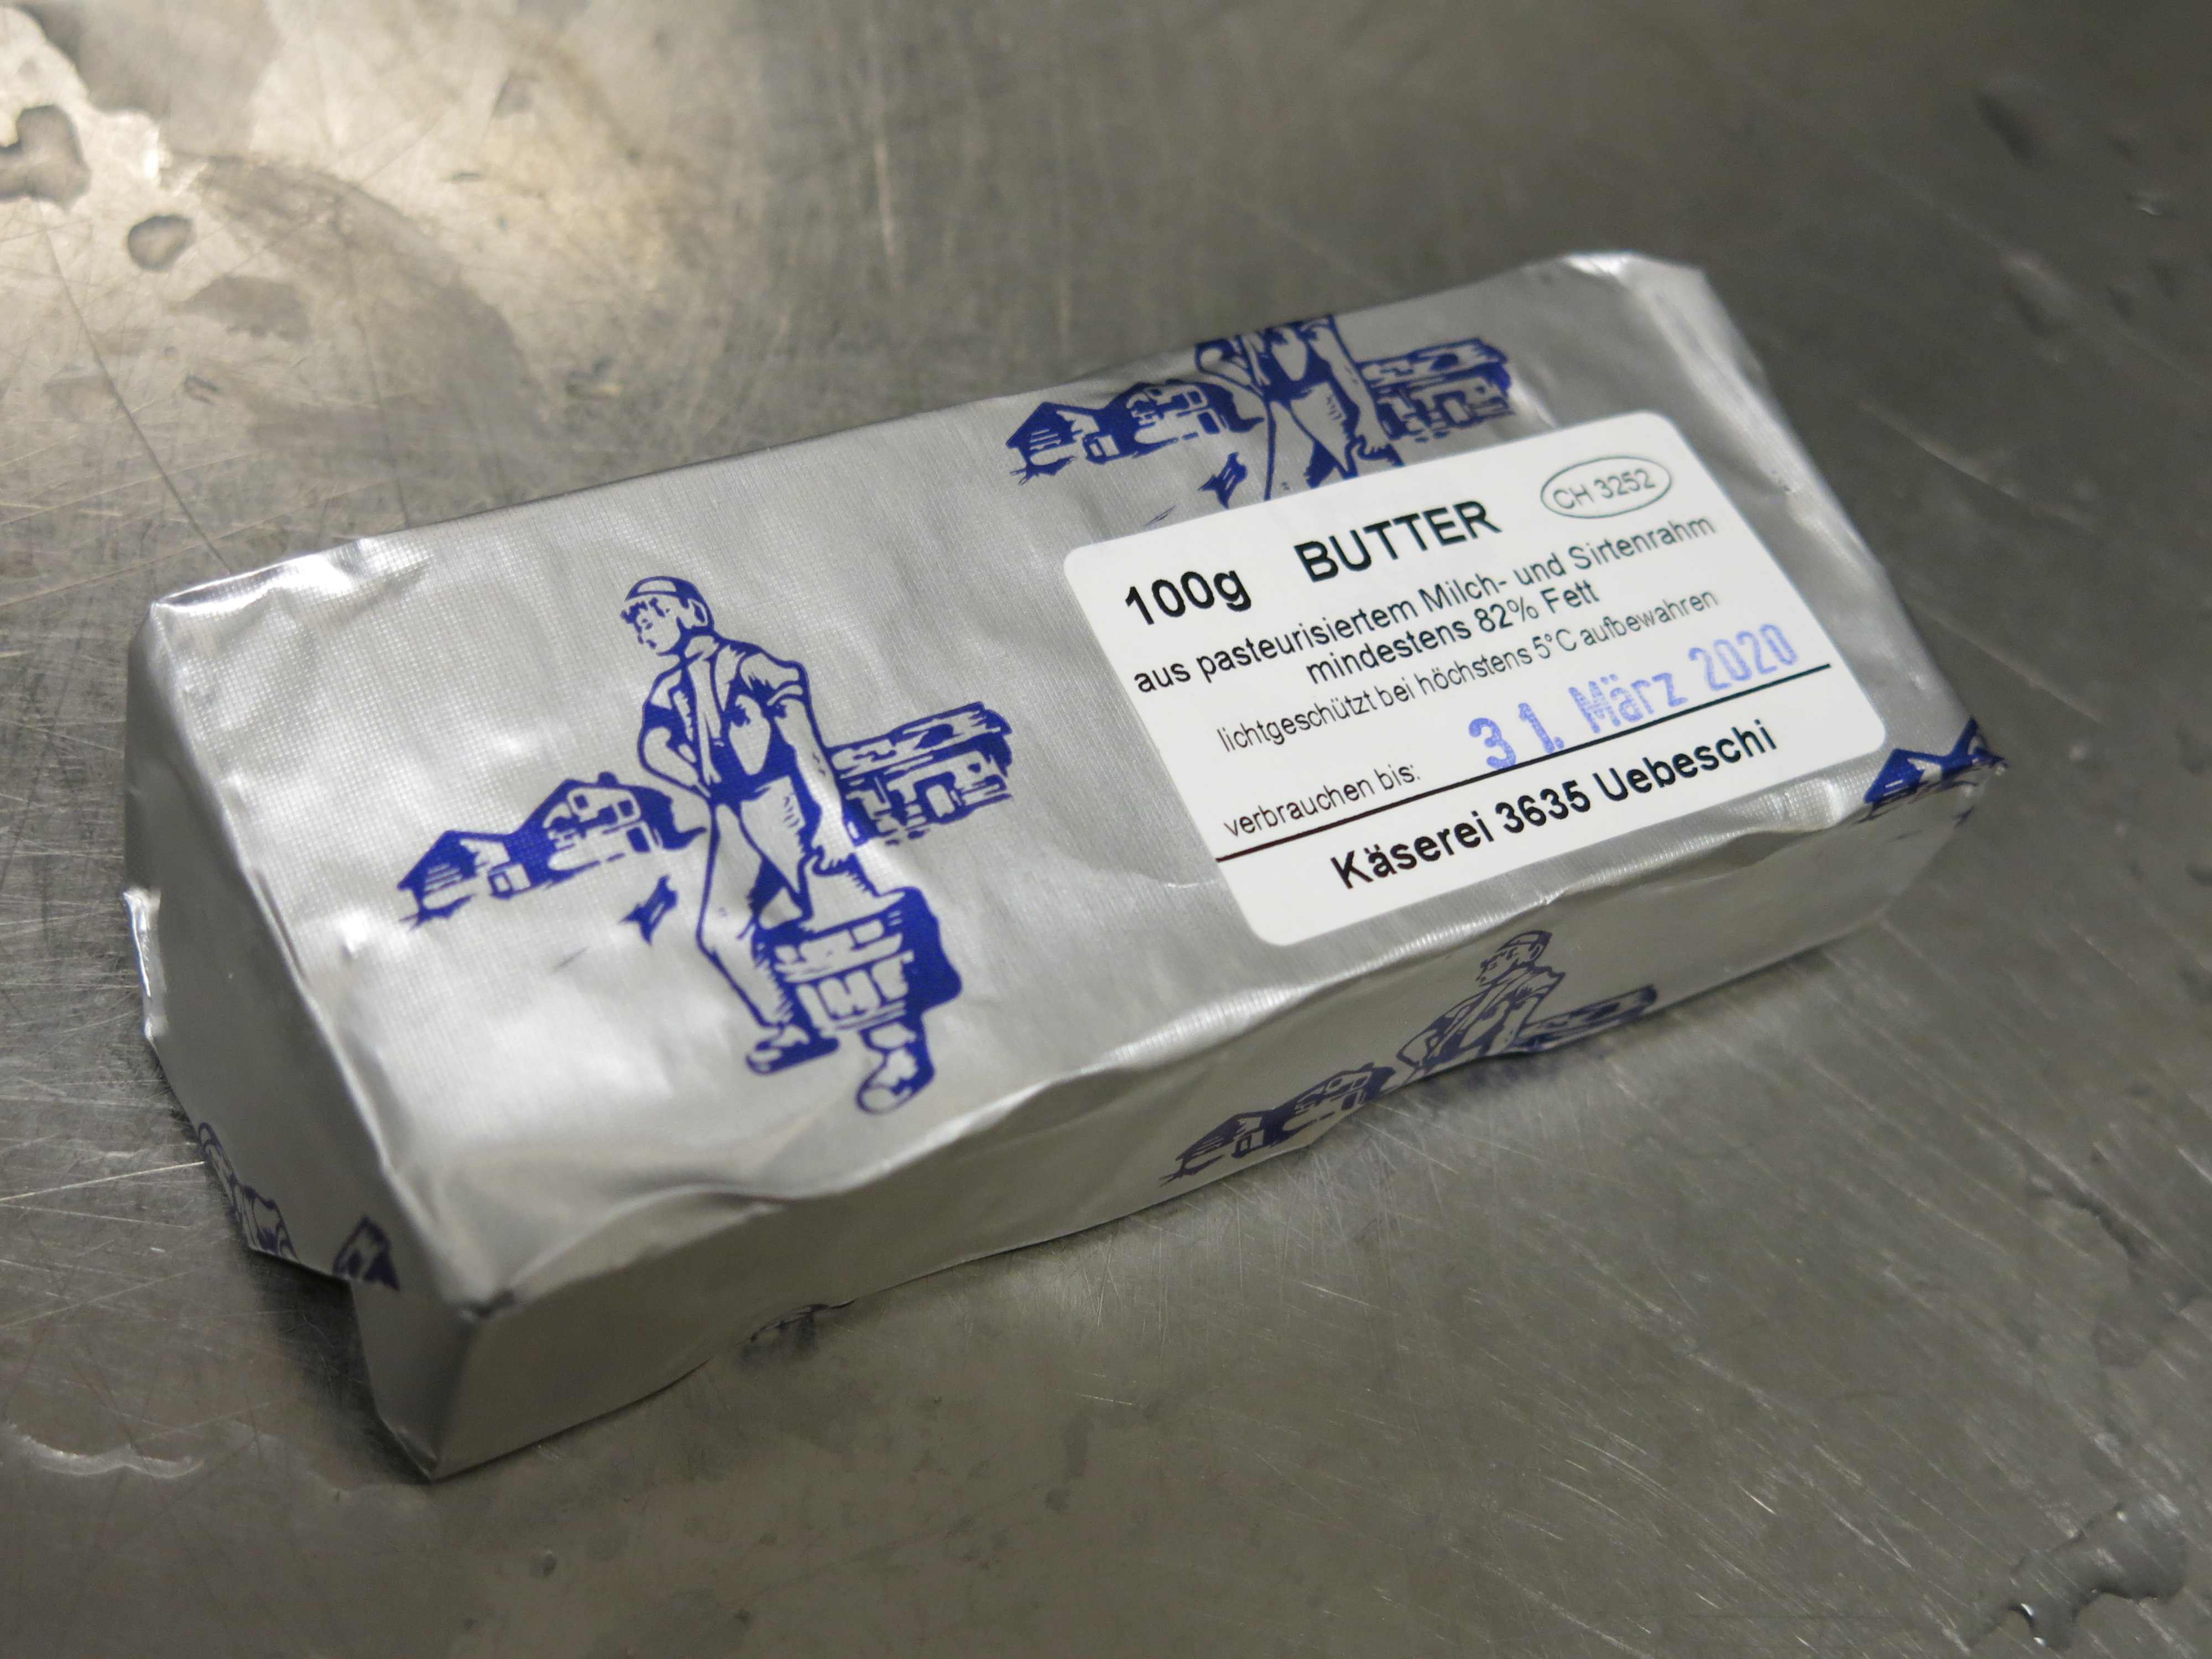 100g BUTTER CH 3252
aus pasteurisiertem Milch- und Sirtenrahm
mindestens 82% Fett
lichtgeschützt bei höchstens 5°C aufbewahren
verbrauchen bis: 31. März 2020
Käserei 3635 Uebeschi